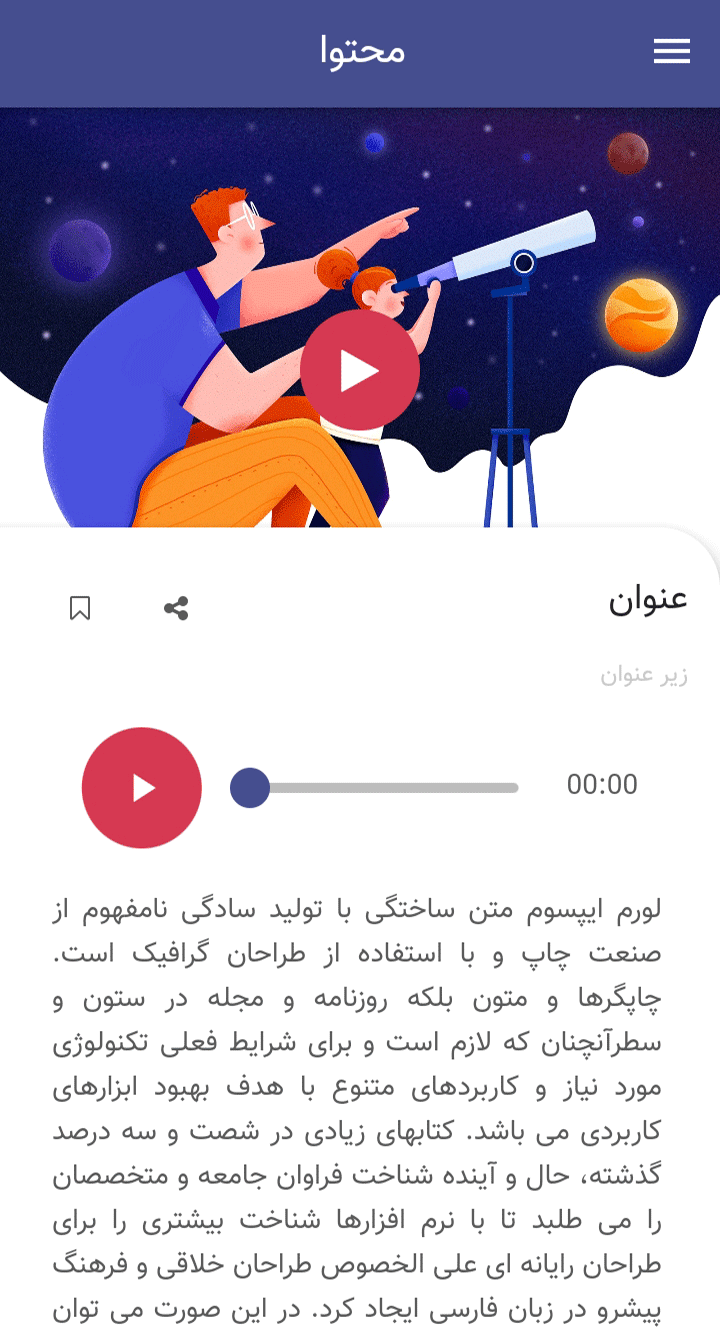 محتوا
عنوان
زیر عنوان
00:00
لورم ایپسوم متن ساختگی با تولید سادگی نامفهوم از
صنعت چاپ و با استفاده از طراحان گرافیک است.
چاپگرها و متون بلکه روزنامه و مجله در ستون و
سطرآنچنان که لازم است و برای شرایط فعلی تکنولوژی
مورد نیاز و کاربردهای متنوع با هدف بهبود ابزارهای
کاربردی می باشد. کتابهای زیادی در شصت و سه درصد
گذشته، حال و آینده شناخت فراوان جامعه و متخصصان
را می طلبد تا با نرم افزارها شناخت بیشتری را برای
طراحان رایانه ای علی الخصوص طراحان خلاقی و فرهنگ
پیشرو در زبان فارسی ایجاد کرد. در این صورت می توان